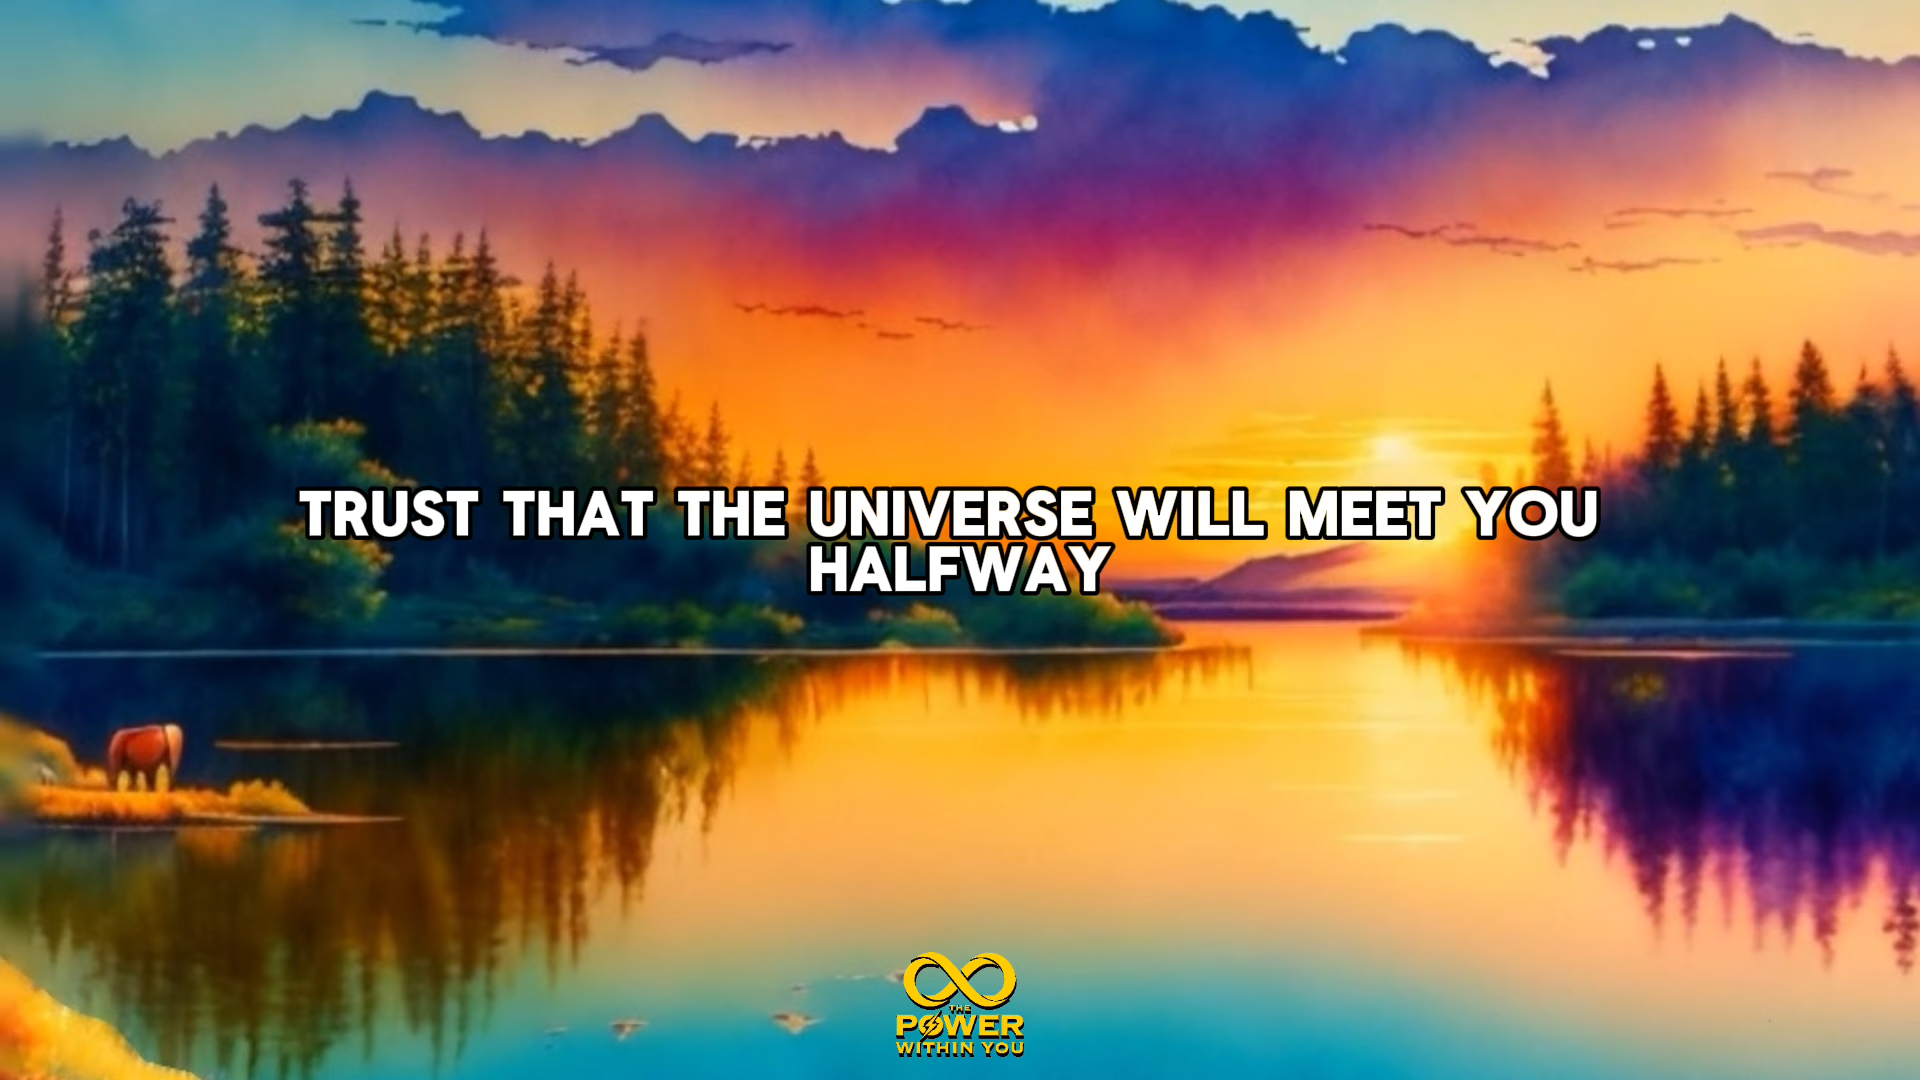 TRUST THAT THE UNIVERSE WILL MEET YOU
HALFWAY
THE
POWER
WITHIN YOU